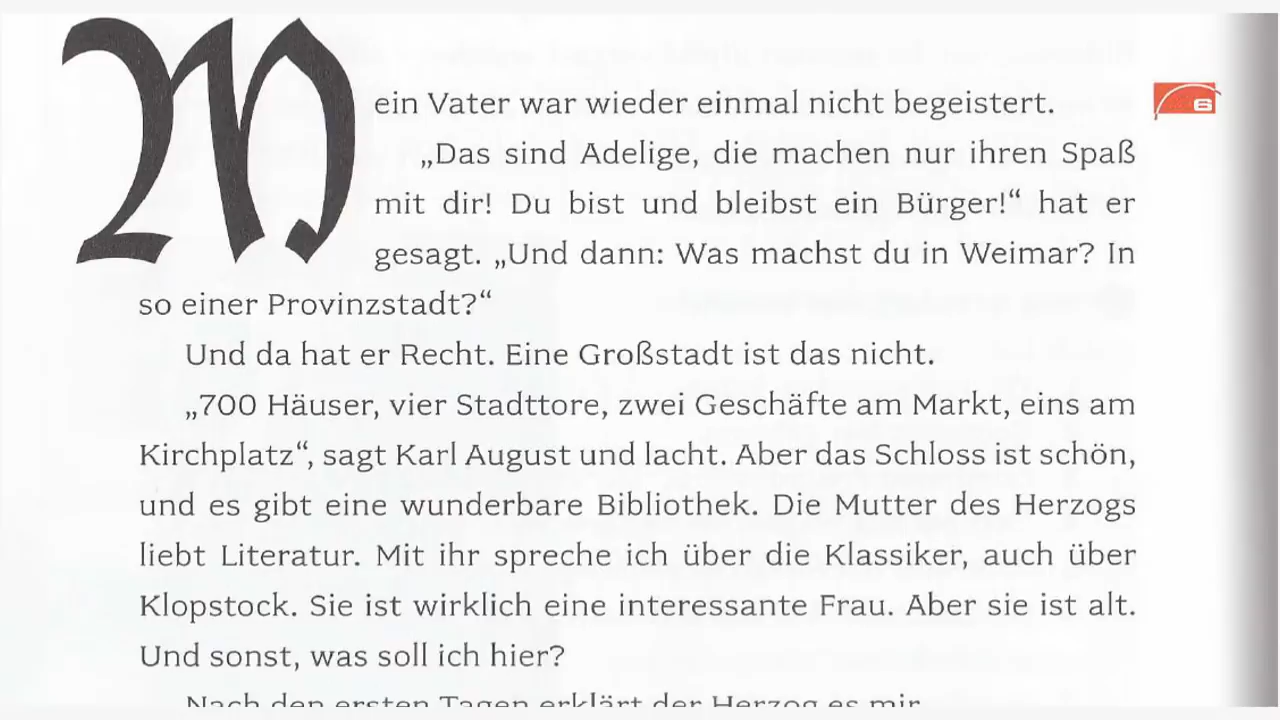 Mein Vater war wieder einmal nicht begeistert.
„Das sind Adelige, die machen nur ihren Spaß
mit dir! Du bist und bleibst ein Bürger!“ hat er
gesagt. „Und dann: Was machst du in Weimar? In
so einer Provinzstadt?“
Und da hat er Recht. Eine Großstadt ist das nicht.
„700 Häuser, vier Stadttore, zwei Geschäfte am Markt, eins am
Kirchplatz“, sagt Karl August und lacht. Aber das Schloss ist schön,
und es gibt eine wunderbare Bibliothek. Die Mutter des Herzogs
liebt Literatur. Mit ihr spreche ich über die Klassiker, auch über
Klopstock. Sie ist wirklich eine interessante Frau. Aber sie ist alt.
Und sonst, was soll ich hier?
Nach den ersten Tagen erklärt der Herzog es mir
6